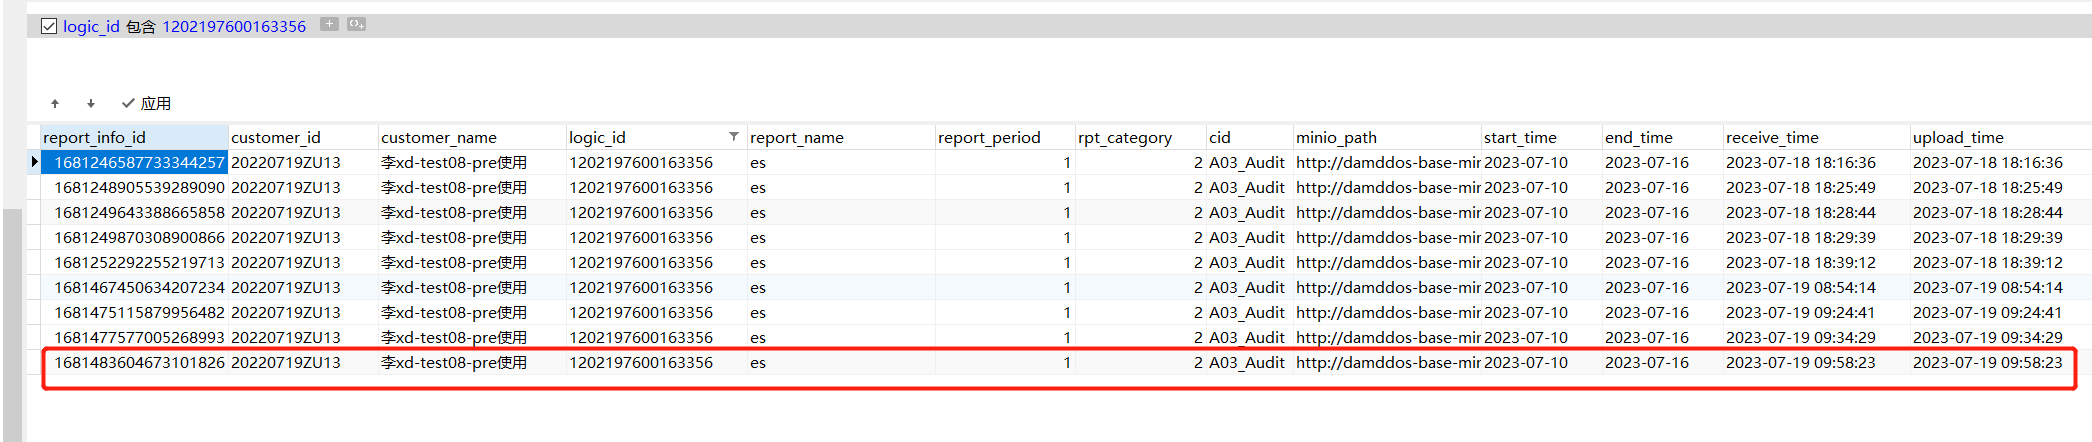 logic_id 包含 1202197600163356
应用
report_info_id customer_id customer_name logic_id report_name report_period rpt_category cid minio_path start_time end_time receive_time upload_time
1681246587733344257 20220719ZU13 李xd-test08-pre使用 1202197600163356 es 1 2 A03_Audit http://damddos-base-mir 2023-07-10 2023-07-16 2023-07-18 18:16:36 2023-07-18 18:16:36
1681248905539289090 20220719ZU13 李xd-test08-pre使用 1202197600163356 es 1 2 A03_Audit http://damddos-base-mir 2023-07-10 2023-07-16 2023-07-18 18:25:49 2023-07-18 18:25:49
1681249643388665858 20220719ZU13 李xd-test08-pre使用 1202197600163356 es 1 2 A03_Audit http://damddos-base-mir 2023-07-10 2023-07-16 2023-07-18 18:28:44 2023-07-18 18:28:44
1681249870308900866 20220719ZU13 李xd-test08-pre使用 1202197600163356 es 1 2 A03_Audit http://damddos-base-mir 2023-07-10 2023-07-16 2023-07-18 18:29:39 2023-07-18 18:29:39
1681252292255219713 20220719ZU13 李xd-test08-pre使用 1202197600163356 es 1 2 A03_Audit http://damddos-base-mir 2023-07-10 2023-07-16 2023-07-18 18:39:12 2023-07-18 18:39:12
1681467450634207234 20220719ZU13 李xd-test08-pre使用 1202197600163356 es 1 2 A03_Audit http://damddos-base-mir 2023-07-10 2023-07-16 2023-07-19 08:54:14 2023-07-19 08:54:14
1681475115879956482 20220719ZU13 李xd-test08-pre使用 1202197600163356 es 1 2 A03_Audit http://damddos-base-mir 2023-07-10 2023-07-16 2023-07-19 09:24:41 2023-07-19 09:24:41
1681477577005268993 20220719ZU13 李xd-test08-pre使用 1202197600163356 es 1 2 A03_Audit http://damddos-base-mir 2023-07-10 2023-07-16 2023-07-19 09:34:29 2023-07-19 09:34:29
1681483604673101826 20220719ZU13 李xd-test08-pre使用 1202197600163356 es 1 2 A03_Audit http://damddos-base-mir 2023-07-10 2023-07-16 2023-07-19 09:58:23 2023-07-19 09:58:23